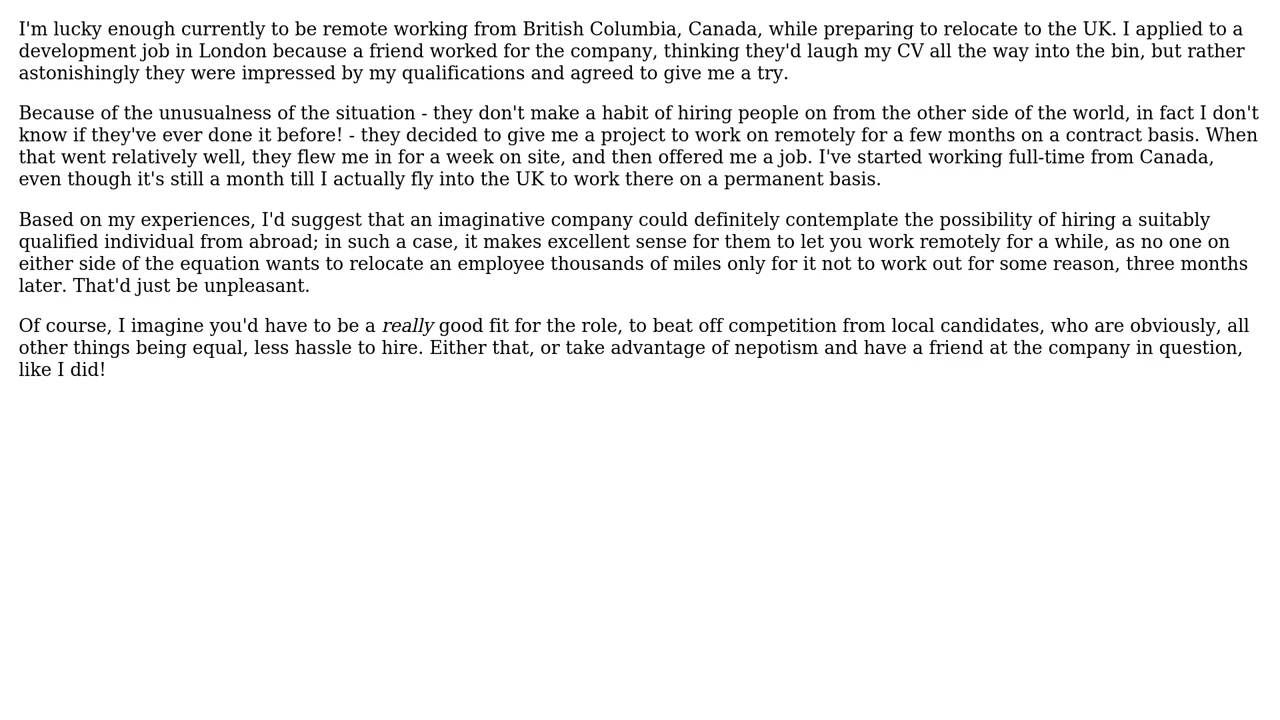 I'm lucky enough currently to be remote working from British Columbia, Canada, while preparing to relocate to the UK. I applied to a
development job in London because a friend worked for the company, thinking they'd laugh my CV all the way into the bin, but rather
astonishingly they were impressed by my qualifications and agreed to give me a try.
Because of the unusualness of the situation - they don't make a habit of hiring people on from the other side of the world, in fact I don't
know if they've ever done it before! - they decided to give me a project to work on remotely for a few months on a contract basis. When
that went relatively well, they flew me in for a week on site, and then offered me a job. I've started working full-time from Canada,
even though it's still a month till I actually fly into the UK to work there on a permanent basis.
Based on my experiences, I'd suggest that an imaginative company could definitely contemplate the possibility of hiring a suitably
qualified individual from abroad; in such a case, it makes excellent sense for them to let you work remotely for a while, as no one on
either side of the equation wants to relocate an employee thousands of miles only for it not to work out for some reason, three months
later. That'd just be unpleasant.
Of course, I imagine you'd have to be a really good fit for the role, to beat off competition from local candidates, who are obviously, all
other things being equal, less hassle to hire. Either that, or take advantage of nepotism and have a friend at the company in question,
like I did!